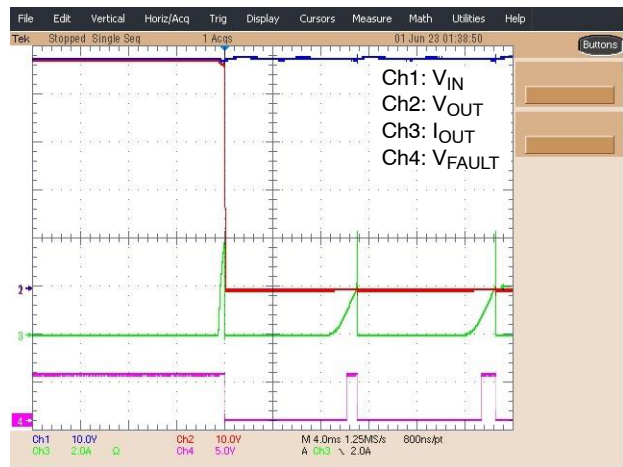 File Edit Vertical Horiz/Acq Trig Display Cursors Measure Math Utilities Help
Tek Stopped Single Seq 1 Acqs 01 Jun 23 01:38:50 Buttons
Ch1: VIN
Ch2: VOUT
Ch3: IOUT
Ch4: VFAULT
2
3
4
Ch1 10.0V Ch2 10.0V M 4.0ms 1.25MS/s 800ns/pt
Ch3 2.0A Ω Ch4 5.0V A Ch3 ↘ 2.0A